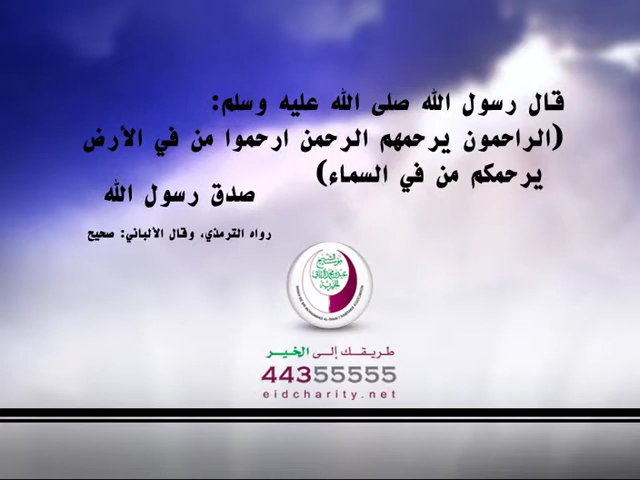 قال رسول الله صلى الله عليه وسلم:
(الراحمون يرحمهم الرحمن ارحموا من في الأرض
يرحمكم من في السماء)
صدق رسول الله
رواه الترمذي، وقال الألباني: صحيح
طريقك إلى الخير
44355555
eidcharity.net